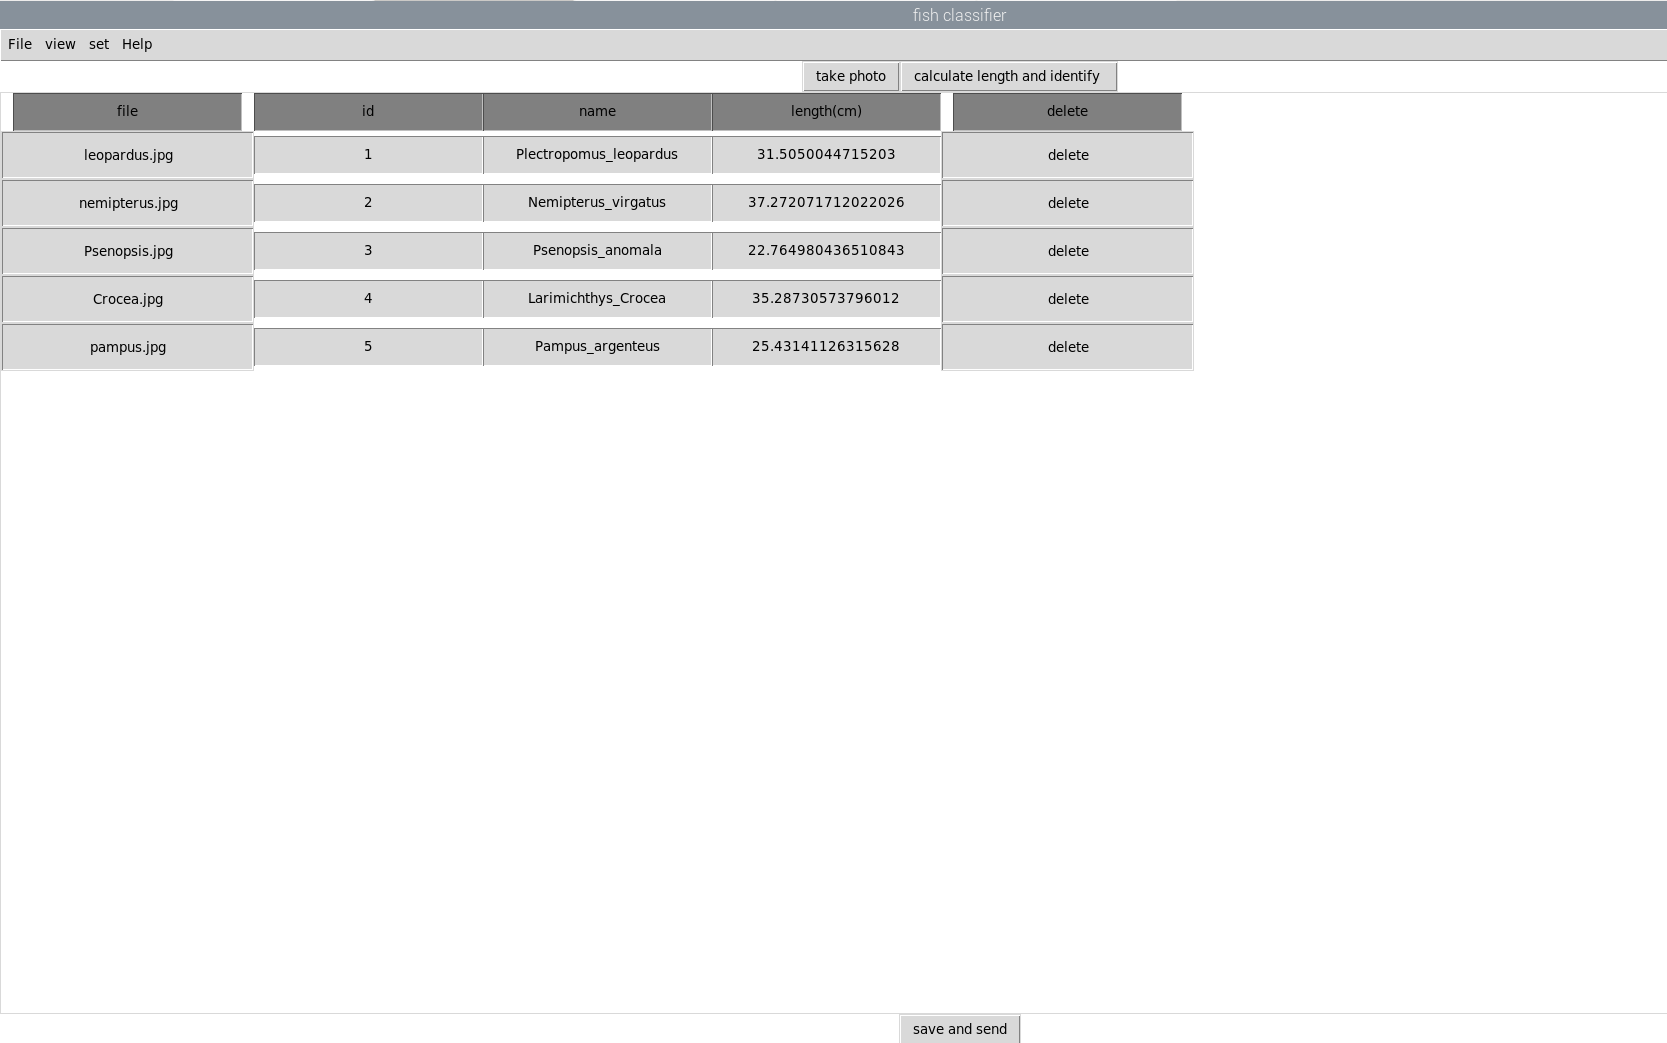 fish classifier
File view set Help
take photo calculate length and identify
file id name length(cm) delete
leopardus.jpg 1 Plectropomus_leopardus 31.5050044715203 delete
nemipterus.jpg 2 Nemipterus_virgatus 37.272071712022026 delete
Psenopsis.jpg 3 Psenopsis_anomala 22.764980436510843 delete
Crocea.jpg 4 Larimichthys_Crocea 35.28730573796012 delete
pampus.jpg 5 Pampus_argenteus 25.43141126315628 delete
save and send